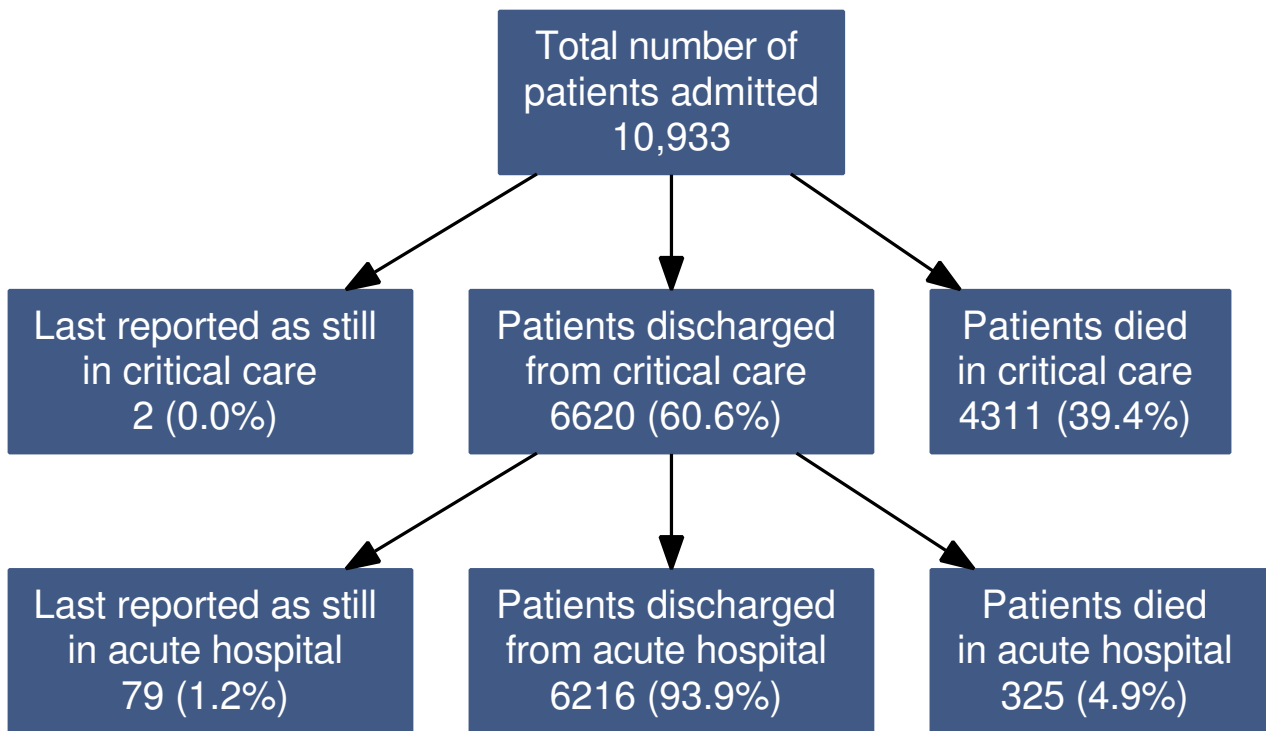 Total number of
patients admitted
10,933
Last reported as still
in critical care
2 (0.0%)
Patients discharged
from critical care
6620 (60.6%)
Patients died
in critical care
4311 (39.4%)
Last reported as still
in acute hospital
79 (1.2%)
Patients discharged
from acute hospital
6216 (93.9%)
Patients died
in acute hospital
325 (4.9%)